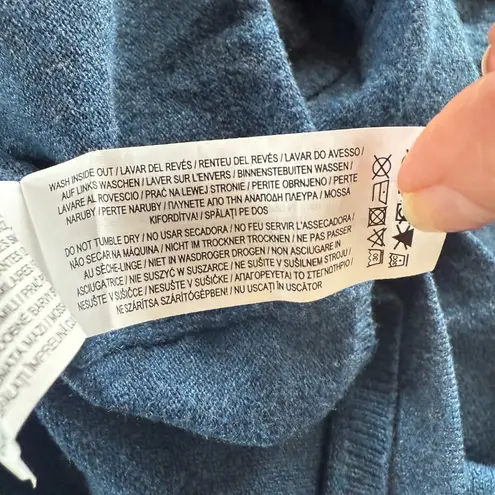 WASH INSIDE OUT / LAVAR DEL REVÉS / RENTEU DEL REVÉS / LAVAR DO AVESSO /
AUF LINKS WASCHEN / LAVER SUR L'ENVERS / BINNENSTEBUITEN WASSEN /
LAVARE AL ROVESCIO / PRAĆ NA LEWEJ STRONIE / PERITE OBRNJENO / PERTE
NARUBY / PERTE NARUBY / ΠΛΥΝΕΤΕ ΑΠΟ ΤΗΝ ΑΝΑΠΟΔΗ ΠΛΕΥΡΑ / MOSSA
KIFORDÍTVA! / SPĂLAȚI PE DOS
DO NOT TUMBLE DRY / NO USAR SECADORA / NO FEU SERVIR L'ASSECADORA /
NÃO SECAR NA MÁQUINA / NICHT IM TROCKNER TROCKNEN / NE PAS PASSER
AU SÈCHE-LINGE / NIET IN WASDROGER DROGEN / NON ASCIUGARE IN
ASCIUGATRICE / NIE SUSZYĆ W SUSZARCE / NE SUŠITI V SUŠILNEM STROJU /
NESUŠTE V SUŠIČCE / NESUŠTE V SUŠIČKE / ΑΠΑΓΟΡΕΥΕΤΑΙ ΤΟ ΣΤΕΓΝΩΤΗΡΙΟ /
NE SZÁRÍTSA SZÁRÍTÓGÉPBEN! / NU USCAȚI ÎN USCĂTOR